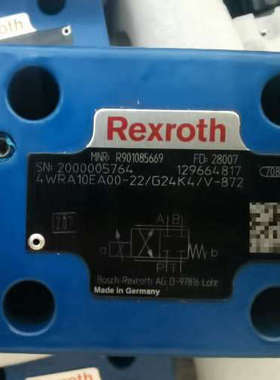 Rexroth
MNR: R901085669 FD: 28007
SN: 2000005764 129664817
4WRA10EA00-22/G24K4/V-872
A B
P T
Bosch Rexroth AG D-97816 Lohr
Made in Germany